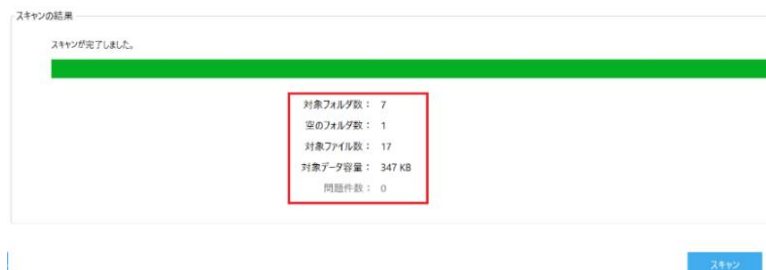 スキャンの結果
スキャンが完了しました。
対象フォルダ数： 7
空のフォルダ数： 1
対象ファイル数： 17
対象データ容量： 347 KB
問題件数： 0
スキャン